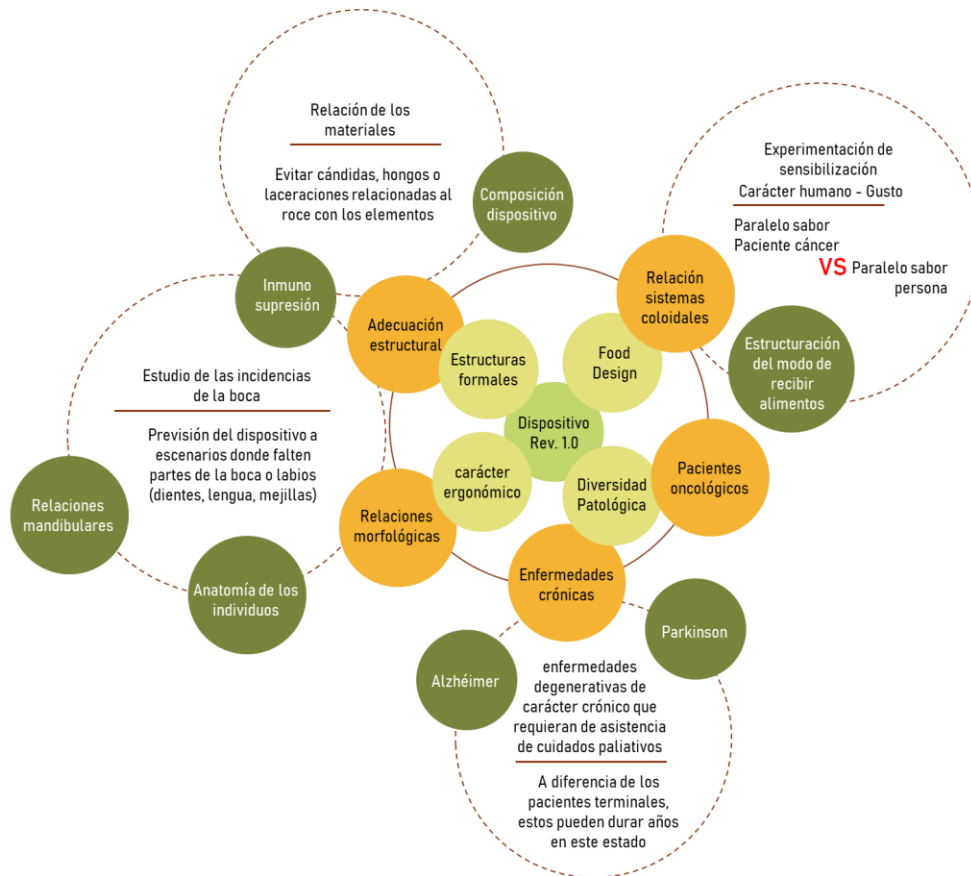 Relación de los
materiales
Evitar cándidas, hongos o
laceraciones relacionadas al
roce con los elementos
Composición
dispositivo
Experimentación de
sensibilización
Carácter humano - Gusto
Paralelo sabor
Paciente cáncer
VS Paralelo sabor
persona
Inmuno
supresión
Adecuación
estructural
Relación
sistemas
coloidales
Estructuración
del modo de
recibir
alimentos
Estructuras
formales
Food
Design
Dispositivo
Rev. 1.0
carácter
ergonómico
Diversidad
Patológica
Estudio de las incidencias
de la boca
Previsión del dispositivo a
escenarios donde falten
partes de la boca o labios
(dientes, lengua, mejillas)
Relaciones
mandibulares
Anatomía de los
individuos
Relaciones
morfológicas
Pacientes
oncológicos
Enfermedades
crónicas
Alzhéimer
Parkinson
enfermedades
degenerativas de
carácter crónico que
requieran de asistencia
de cuidados paliativos
A diferencia de los
pacientes terminales,
estos pueden durar años
en este estado